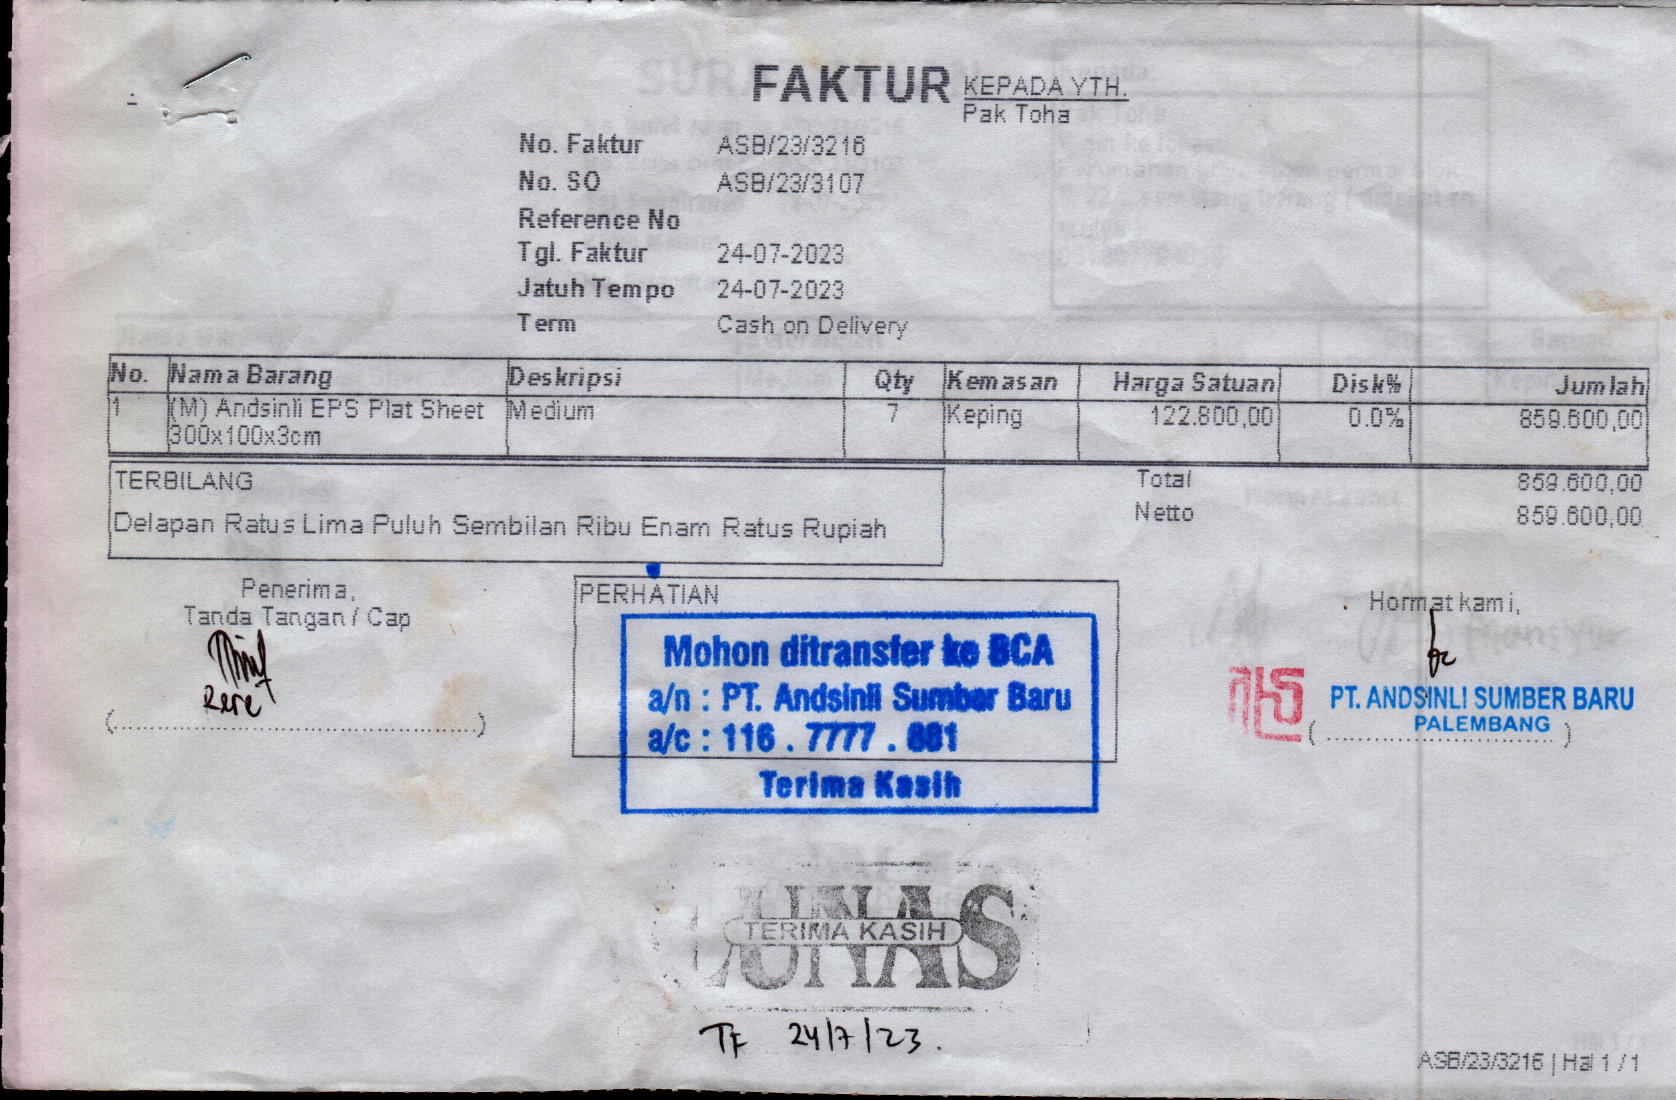 FAKTUR
KEPADA YTH.
Pak Toha
No. Faktur ASB/23/3216
No. SO ASB/23/3107
Reference No
Tgl. Faktur 24-07-2023
Jatuh Tempo 24-07-2023
Term Cash on Delivery
No. Nama Barang Deskripsi Qty Kemasan Harga Satuan Disk% Jumlah
1 (M) Andsinli EPS Plat Sheet Medium 7 Keping 122.800,00 0.0% 859.600,00
300x100x3cm
TERBILANG Total 859.600,00
Delapan Ratus Lima Puluh Sembilan Ribu Enam Ratus Rupiah Netto 859.600,00
Penerima,
Tanda Tangan / Cap
Rere
(............................................)
PERHATIAN
Mohon ditransfer ke BCA
a/n : PT. Andsinli Sumber Baru
a/c : 116 . 7777 . 881
Terima Kasih
Hormat kami,
PT. ANDSINLI SUMBER BARU
PALEMBANG
(............................)
LUNAS
TERIMA KASIH
TF 24/7/23.
ASB/23/3216 | Hal 1 / 1